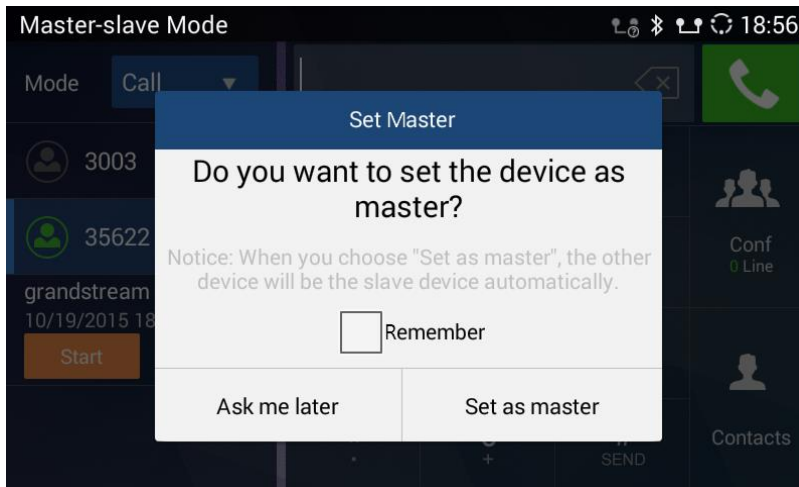 Master-slave Mode
18:56
Mode
Call
Set Master
Do you want to set the device as
master?
Notice: When you choose "Set as master", the other
device will be the slave device automatically.
Remember
Ask me later
Set as master
3003
35622
grandstream
10/19/2015 18
Start
Conf
0 Line
Contacts
+
SEND